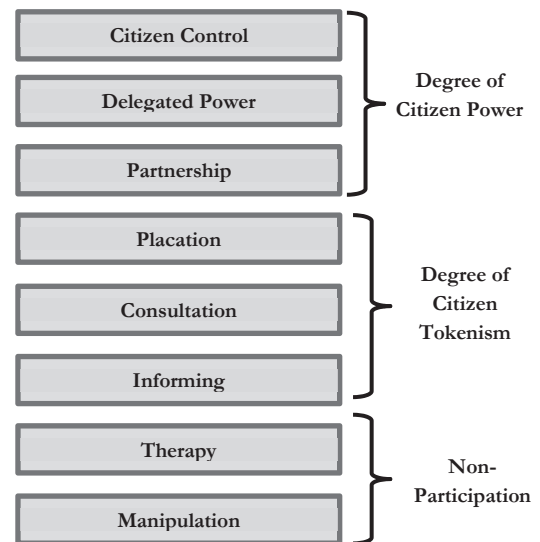 Citizen Control
Delegated Power
Partnership
Degree of
Citizen Power
Placation
Consultation
Informing
Degree of
Citizen
Tokenism
Therapy
Manipulation
Non-
Participation